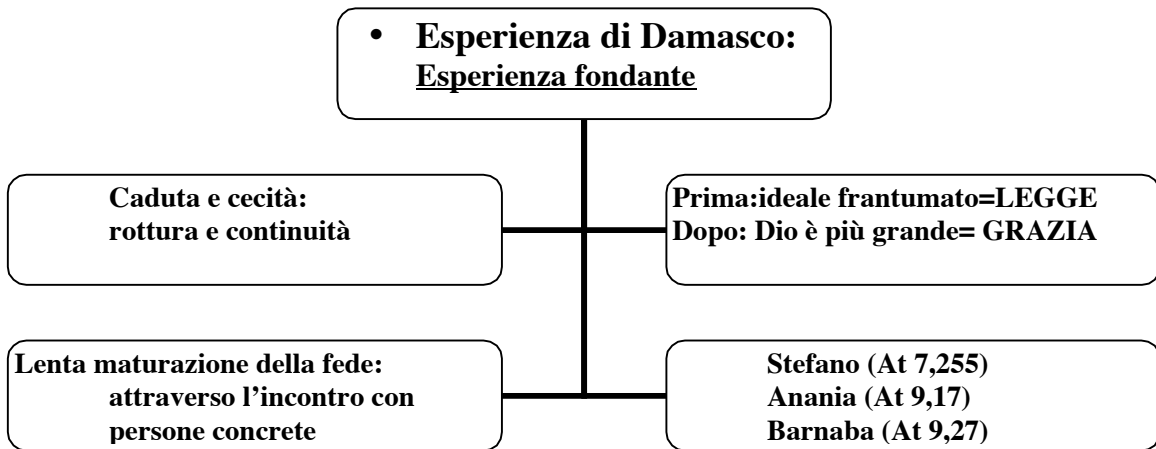 • Esperienza di Damasco:
Esperienza fondante
Caduta e cecità:
rottura e continuità
Prima:ideale frantumato=LEGGE
Dopo: Dio è più grande= GRAZIA
Lenta maturazione della fede:
attraverso l’incontro con
persone concrete
Stefano (At 7,255)
Anania (At 9,17)
Barnaba (At 9,27)